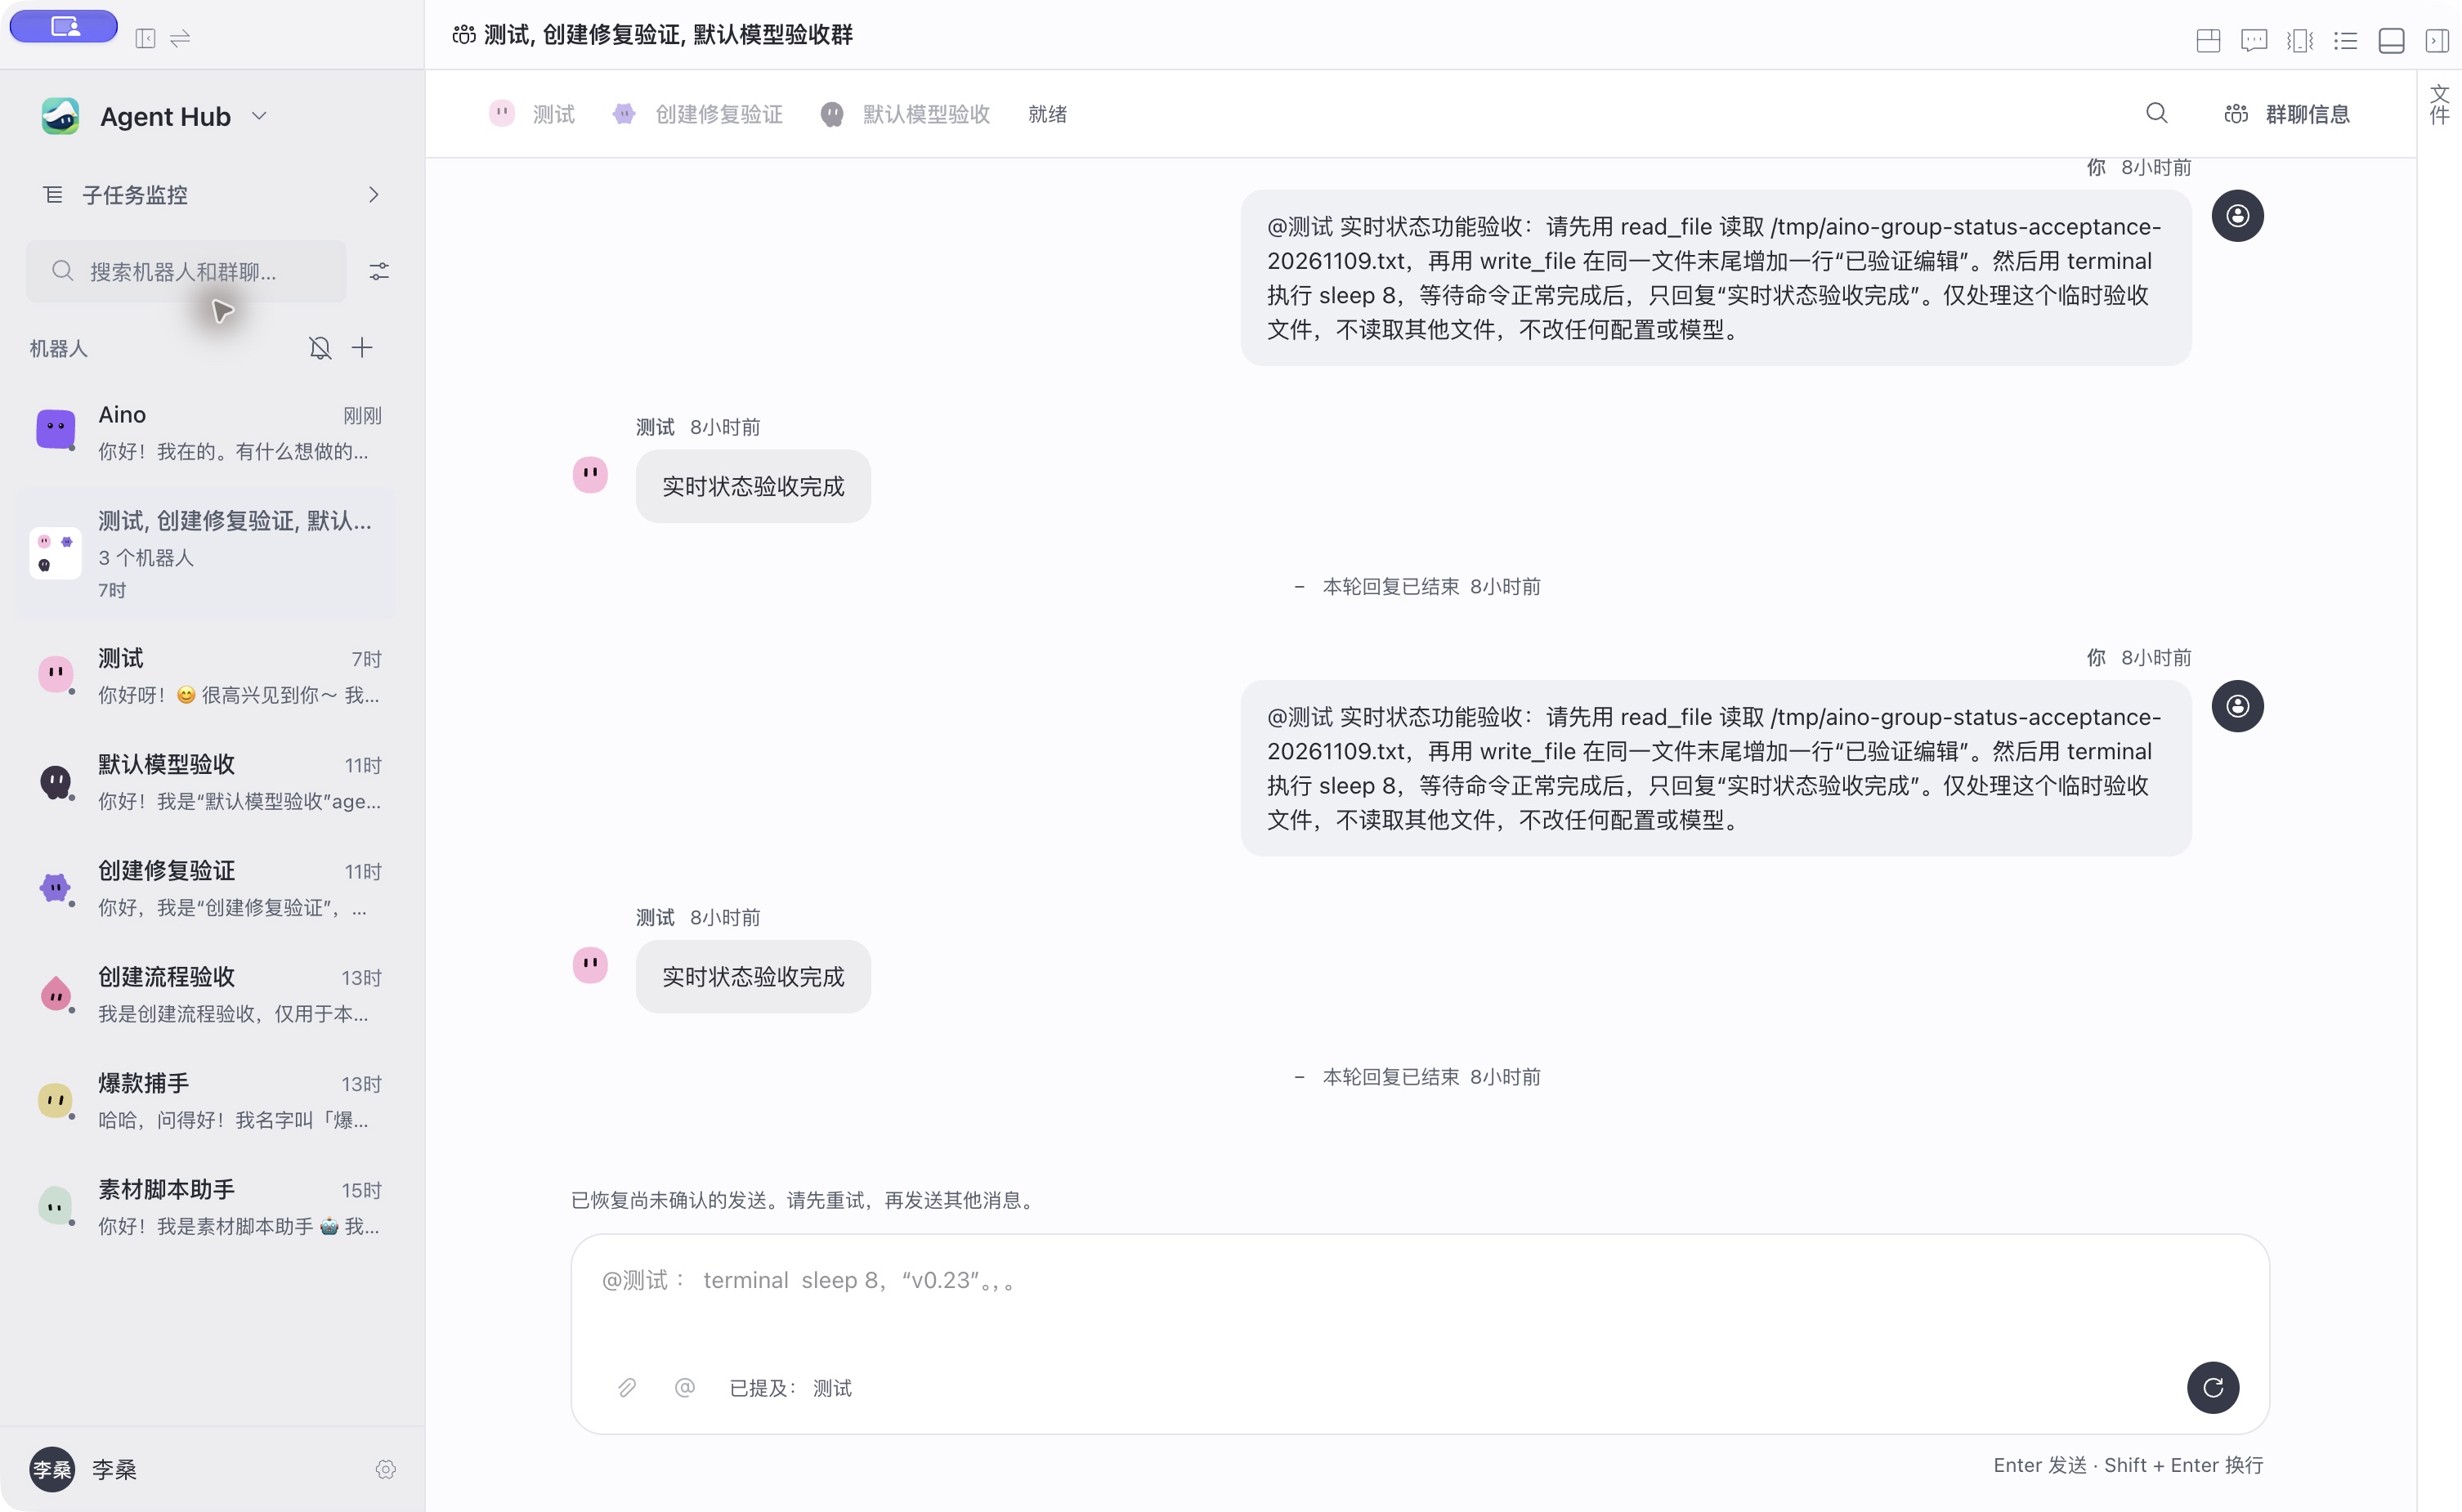 测试, 创建修复验证, 默认模型验收群
Agent Hub
子任务监控
搜索机器人和群聊...
机器人
Aino 刚刚
你好！我在的。有什么想做的...
测试, 创建修复验证, 默认...
3 个机器人
7时
测试 7时
你好呀！😊 很高兴见到你～ 我...
默认模型验收 11时
你好！我是“默认模型验收”age...
创建修复验证 11时
你好，我是“创建修复验证”，...
创建流程验收 13时
我是创建流程验收，仅用于本...
爆款捕手 13时
哈哈，问得好！我名字叫「爆...
素材脚本助手 15时
你好！我是素材脚本助手 🤖 我...
李桑 李桑
测试 创建修复验证 默认模型验收 就绪
群聊信息
文件
你 8小时前
@测试 实时状态功能验收：请先用 read_file 读取 /tmp/aino-group-status-acceptance-
20261109.txt，再用 write_file 在同一文件末尾增加一行“已验证编辑”。然后用 terminal
执行 sleep 8，等待命令正常完成后，只回复“实时状态验收完成”。仅处理这个临时验收
文件，不读取其他文件，不改任何配置或模型。
测试 8小时前
实时状态验收完成
– 本轮回复已结束 8小时前
你 8小时前
@测试 实时状态功能验收：请先用 read_file 读取 /tmp/aino-group-status-acceptance-
20261109.txt，再用 write_file 在同一文件末尾增加一行“已验证编辑”。然后用 terminal
执行 sleep 8，等待命令正常完成后，只回复“实时状态验收完成”。仅处理这个临时验收
文件，不读取其他文件，不改任何配置或模型。
测试 8小时前
实时状态验收完成
– 本轮回复已结束 8小时前
已恢复尚未确认的发送。请先重试，再发送其他消息。
@测试： terminal sleep 8，“v0.23”。，。
@ 已提及： 测试
Enter 发送 · Shift + Enter 换行